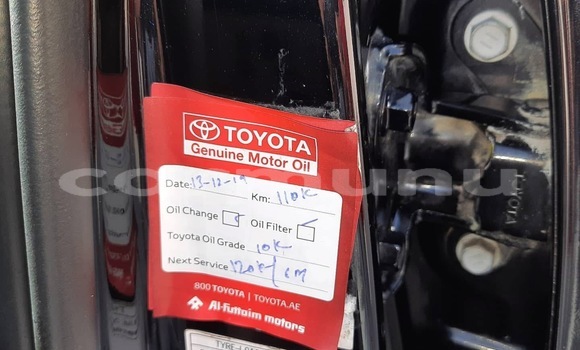 TOYOTA
Genuine Motor Oil
Date: 13-12-19 Km: 110K
Oil Change Oil Filter
Toyota Oil Grade 10K
Next Service 120K/6M
800 TOYOTA | TOYOTA.AE
Al-Futtaim motors
TOYOTA